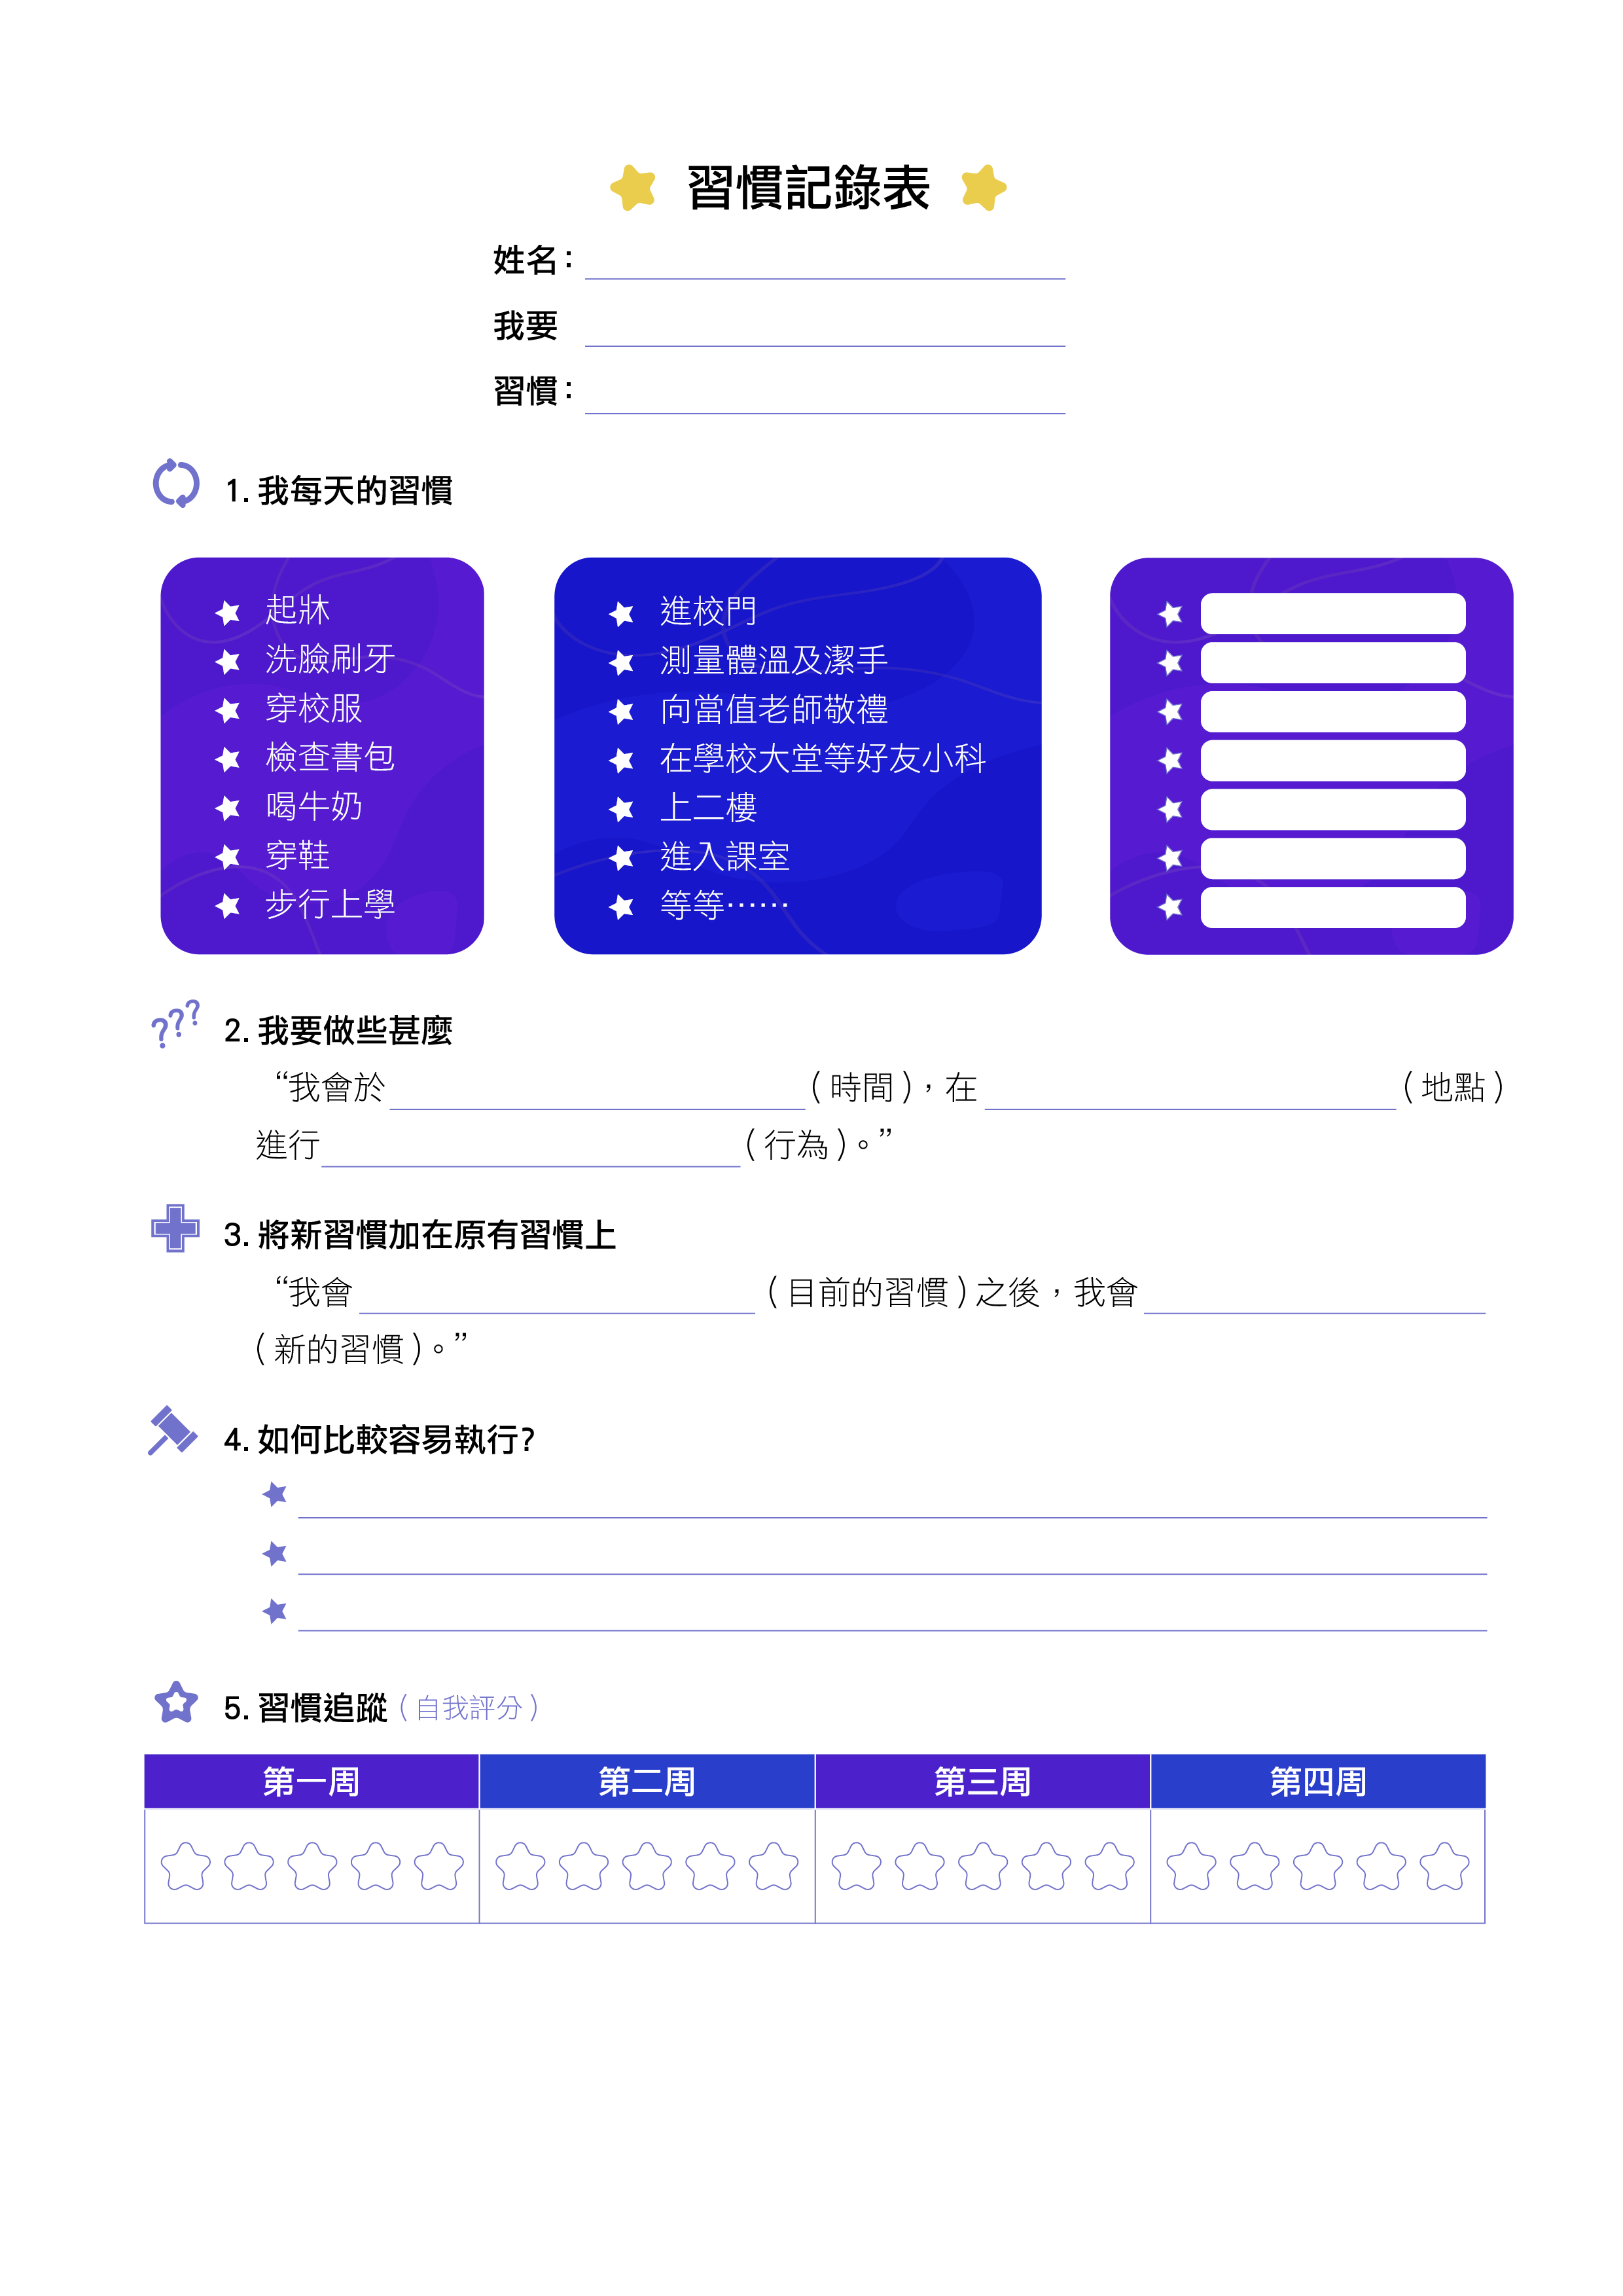 習慣記錄表
姓名：
我要
習慣：
1. 我每天的習慣
起牀
洗臉刷牙
穿校服
檢查書包
喝牛奶
穿鞋
步行上學
進校門
測量體溫及潔手
向當值老師敬禮
在學校大堂等好友小科
上二樓
進入課室
等等……
2. 我要做些甚麼
“我會於（時間），在（地點）
進行（行為）。”
3. 將新習慣加在原有習慣上
“我會（目前的習慣）之後，我會
（新的習慣）。”
4. 如何比較容易執行？
5. 習慣追蹤（自我評分）
第一周 第二周 第三周 第四周